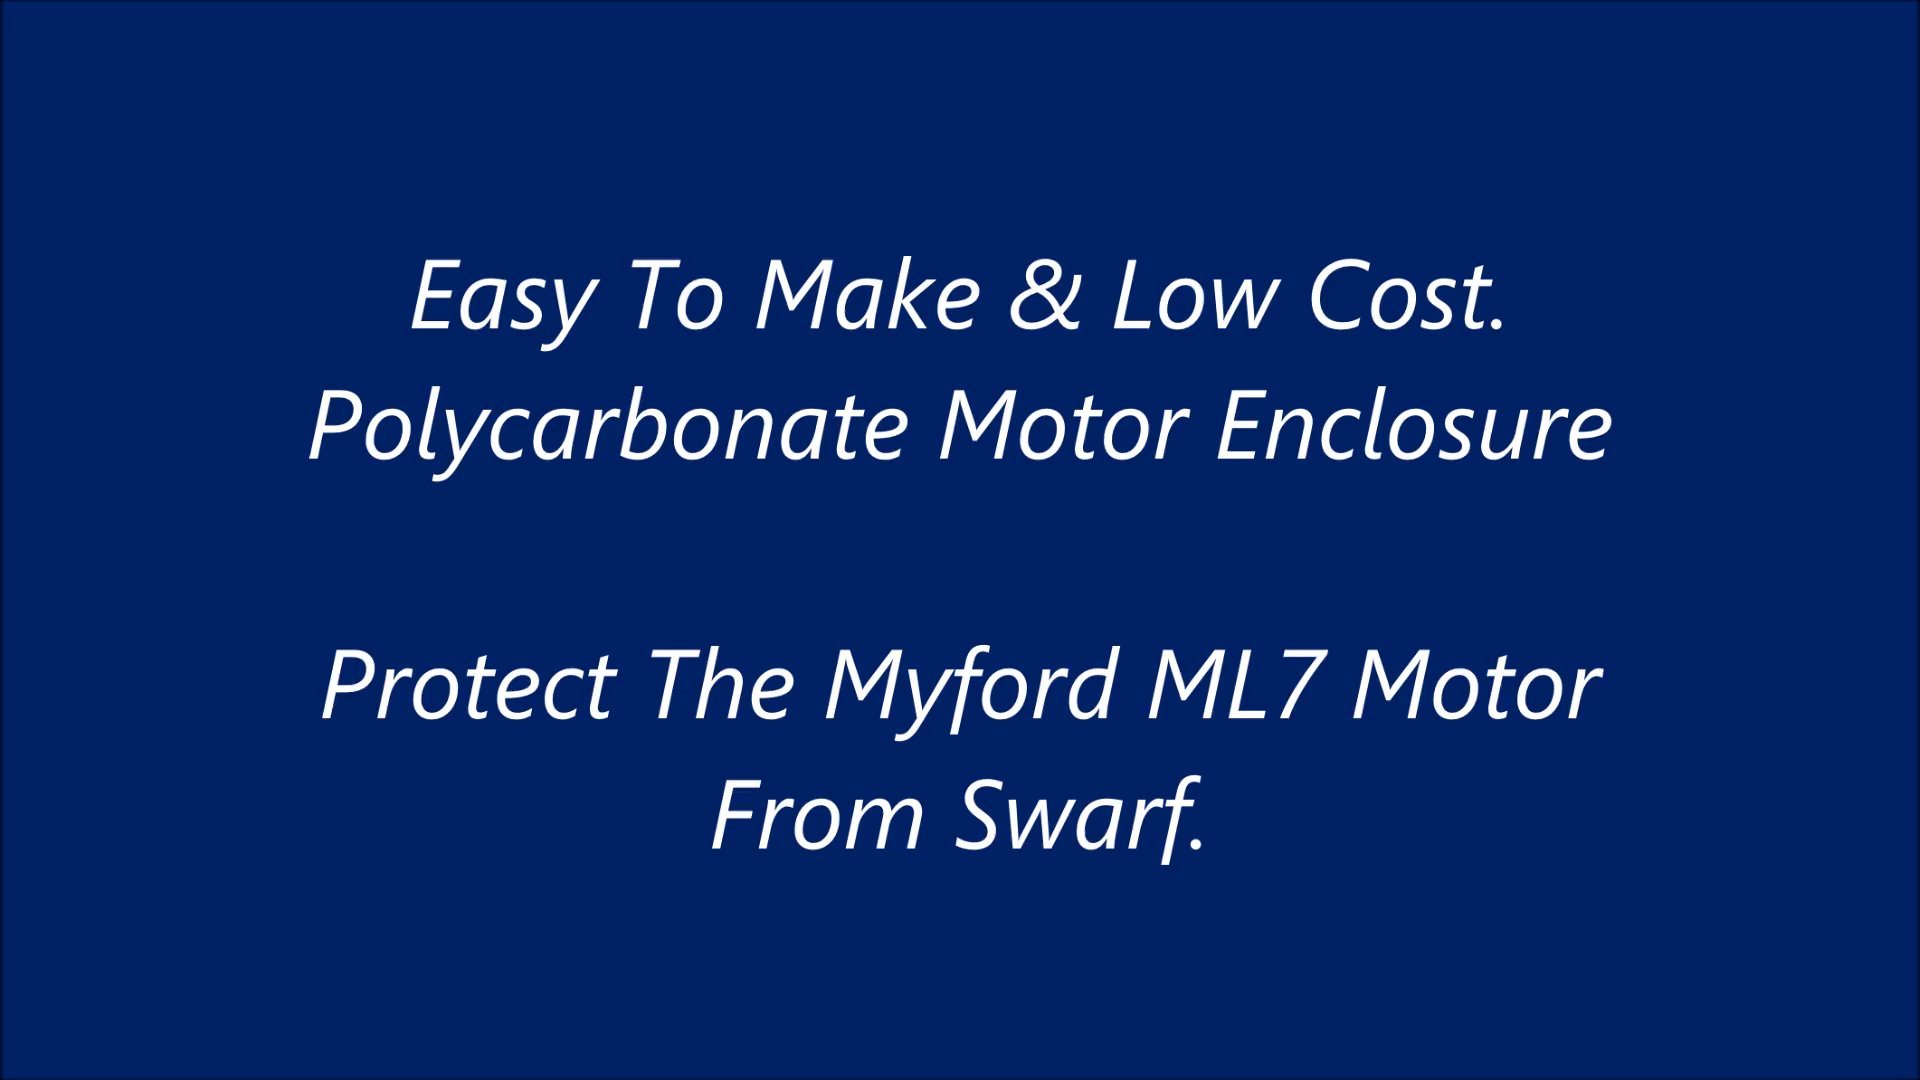 Easy To Make & Low Cost.
Polycarbonate Motor Enclosure
Protect The Myford ML7 Motor
From Swarf.